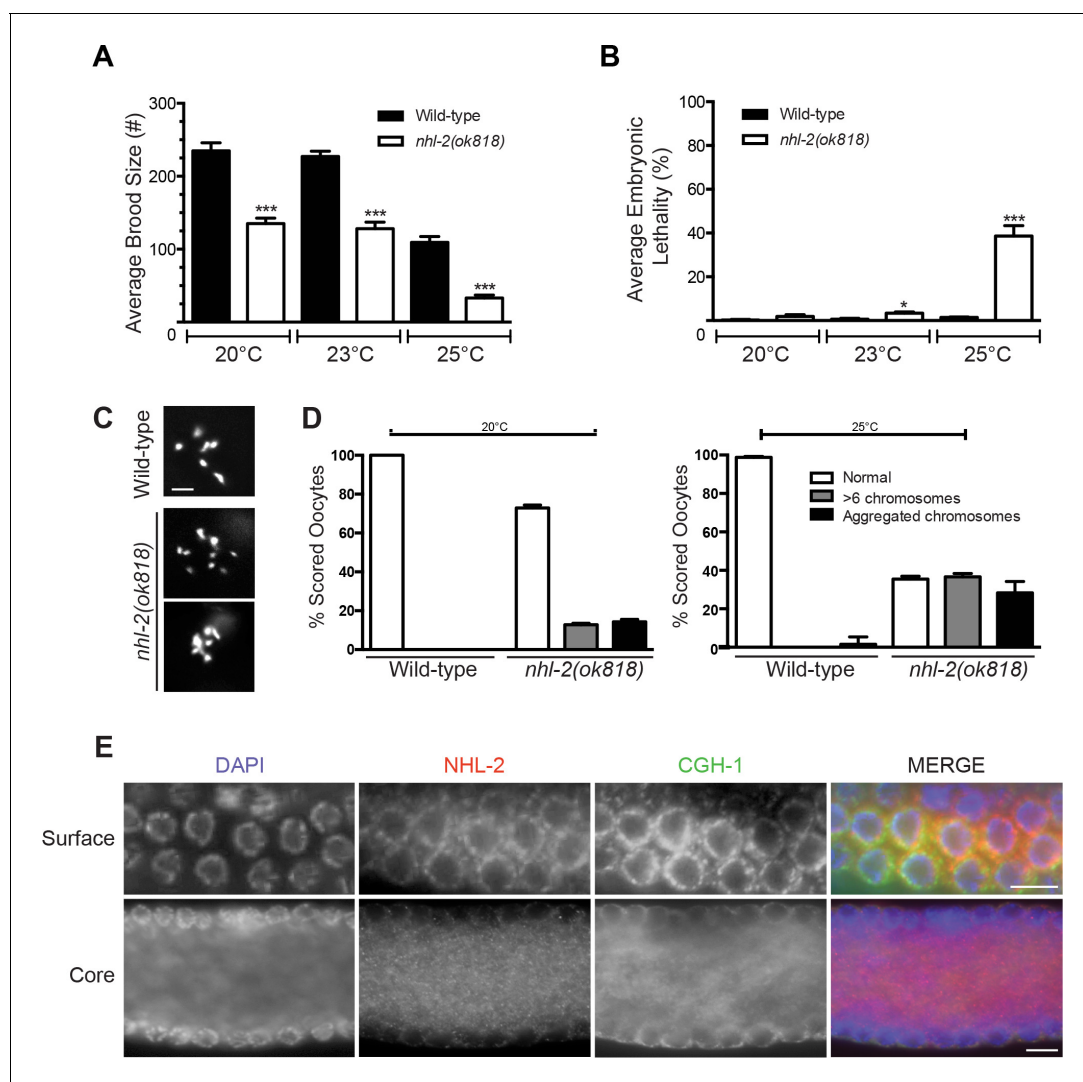 A
Average Brood Size (#)
300
200
100
0
Wild-type
nhl-2(ok818)
***
***
***
20°C
23°C
25°C
B
Average Embryonic
Lethality (%)
100
80
60
40
20
0
Wild-type
nhl-2(ok818)
*
***
20°C
23°C
25°C
C
Wild-type
nhl-2(ok818)
D
20°C
% Scored Oocytes
100
80
60
40
20
0
Wild-type
nhl-2(ok818)
25°C
% Scored Oocytes
100
80
60
40
20
0
Normal
>6 chromosomes
Aggregated chromosomes
Wild-type
nhl-2(ok818)
E
DAPI
NHL-2
CGH-1
MERGE
Surface
Core